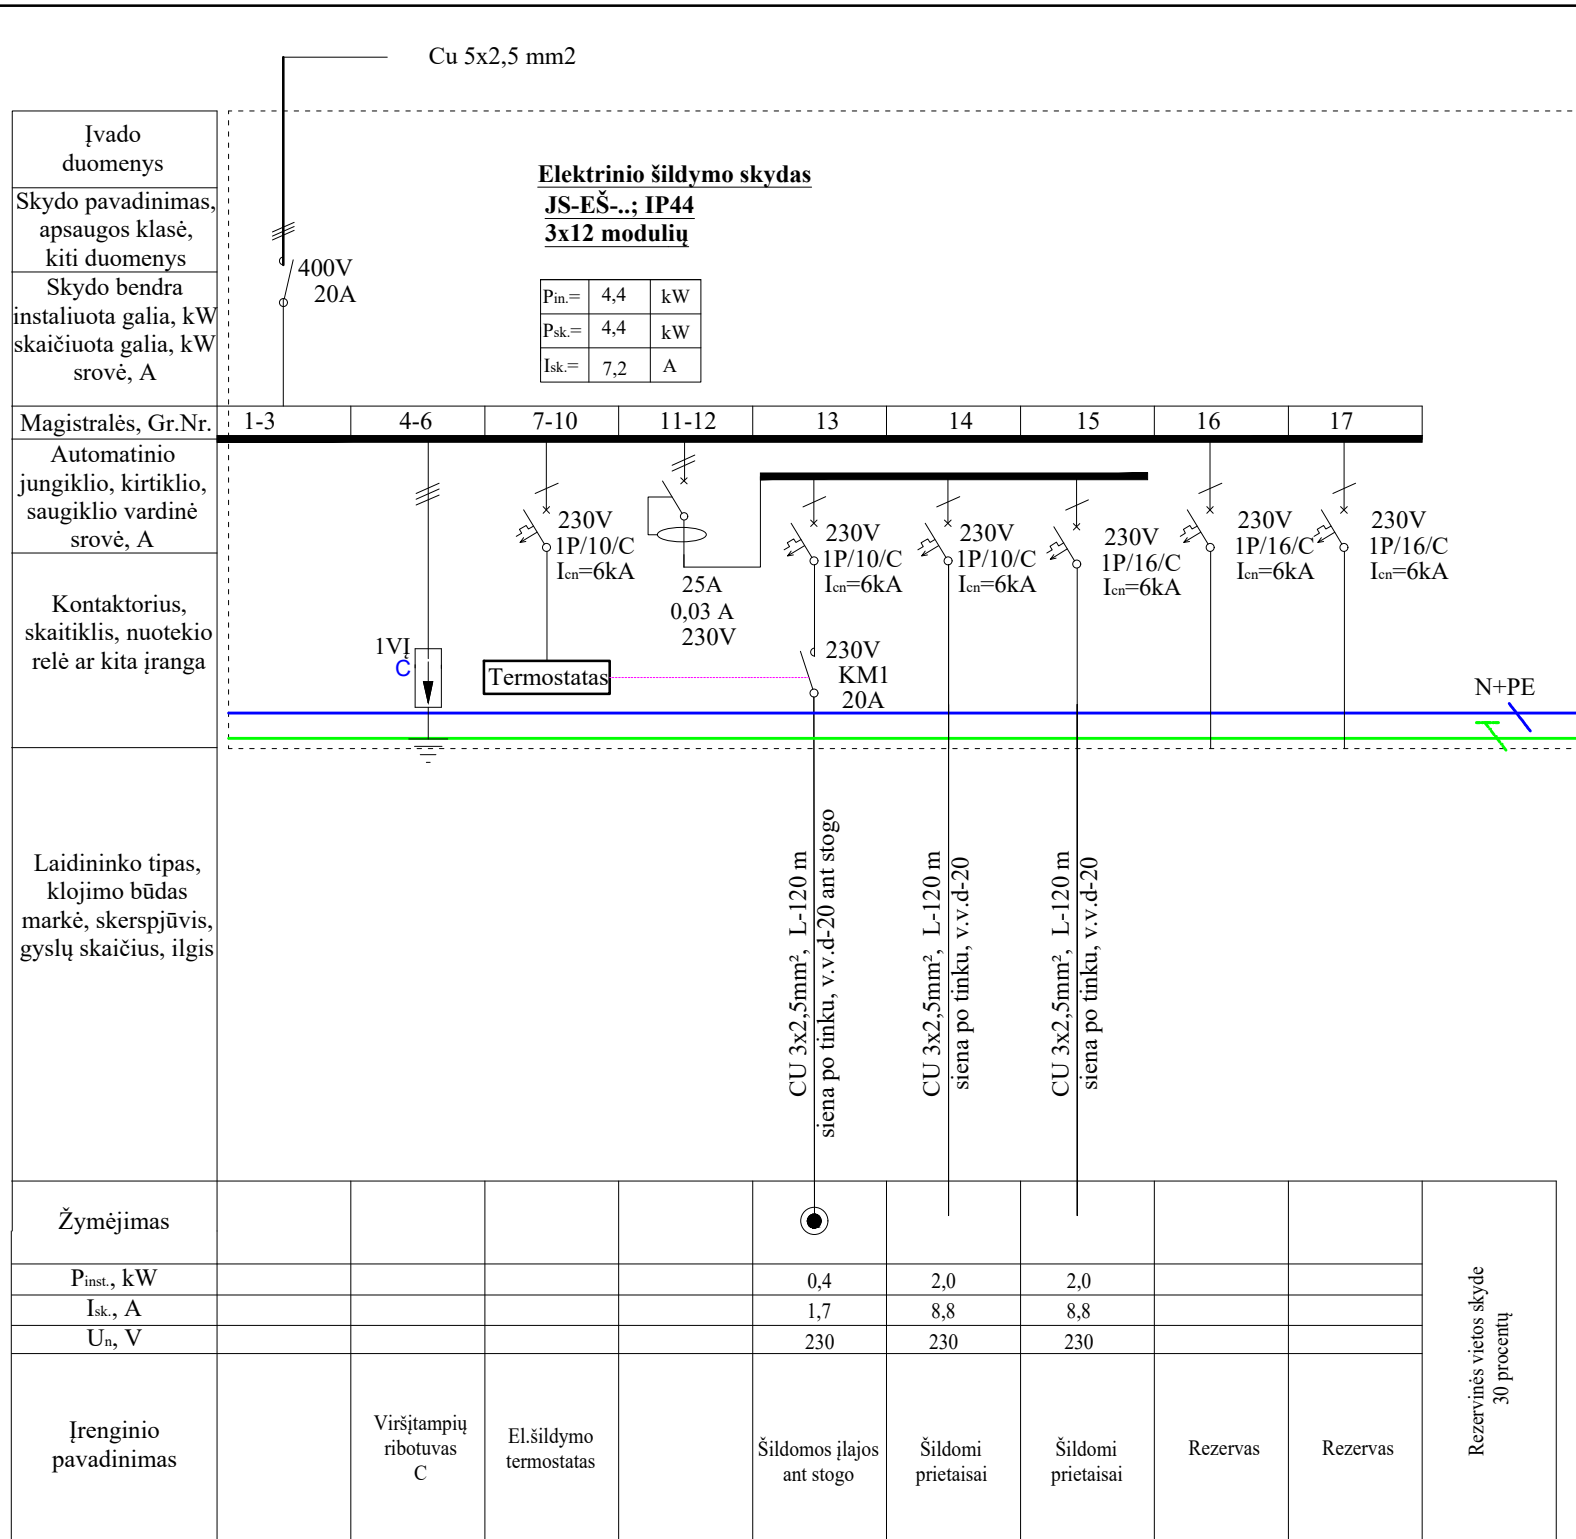 Cu 5x2,5 mm2
Įvado
duomenys
Skydo pavadinimas,
apsaugos klasė,
kiti duomenys
Skydo bendra
instaliuota galia, kW
skaičiuota galia, kW
srovė, A
Elektrinio šildymo skydas
JS-EŠ-..; IP44
3x12 modulių
400V
20A
Pin.= 4,4 kW
Psk.= 4,4 kW
Isk.= 7,2 A
Magistralės, Gr.Nr. 1-3 4-6 7-10 11-12 13 14 15 16 17
Automatinio
jungiklio, kirtiklio,
saugiklio vardinė
srovė, A
230V
1P/10/C
Icn=6kA
25A
0,03 A
230V
230V
1P/10/C
Icn=6kA
230V
1P/10/C
Icn=6kA
230V
1P/16/C
Icn=6kA
230V
1P/16/C
Icn=6kA
230V
1P/16/C
Icn=6kA
Kontaktorius,
skaitiklis, nuotekio
relė ar kita įranga
1VĮ
C
Termostatas
230V
KM1
20A
N+PE
Laidininko tipas,
klojimo būdas
markė, skerspjūvis,
gyslų skaičius, ilgis
CU 3x2,5mm², L-120 m
siena po tinku, v.v.d-20 ant stogo
CU 3x2,5mm², L-120 m
siena po tinku, v.v.d-20
CU 3x2,5mm², L-120 m
siena po tinku, v.v.d-20
Žymėjimas
Pinst., kW 0,4 2,0 2,0
Isk., A 1,7 8,8 8,8
Un, V 230 230 230
Įrenginio
pavadinimas
Viršįtampių
ribotuvas
C
El.šildymo
termostatas
Šildomos įlajos
ant stogo
Šildomi
prietaisai
Šildomi
prietaisai
Rezervas
Rezervas
Rezervinės vietos skyde
30 procentų